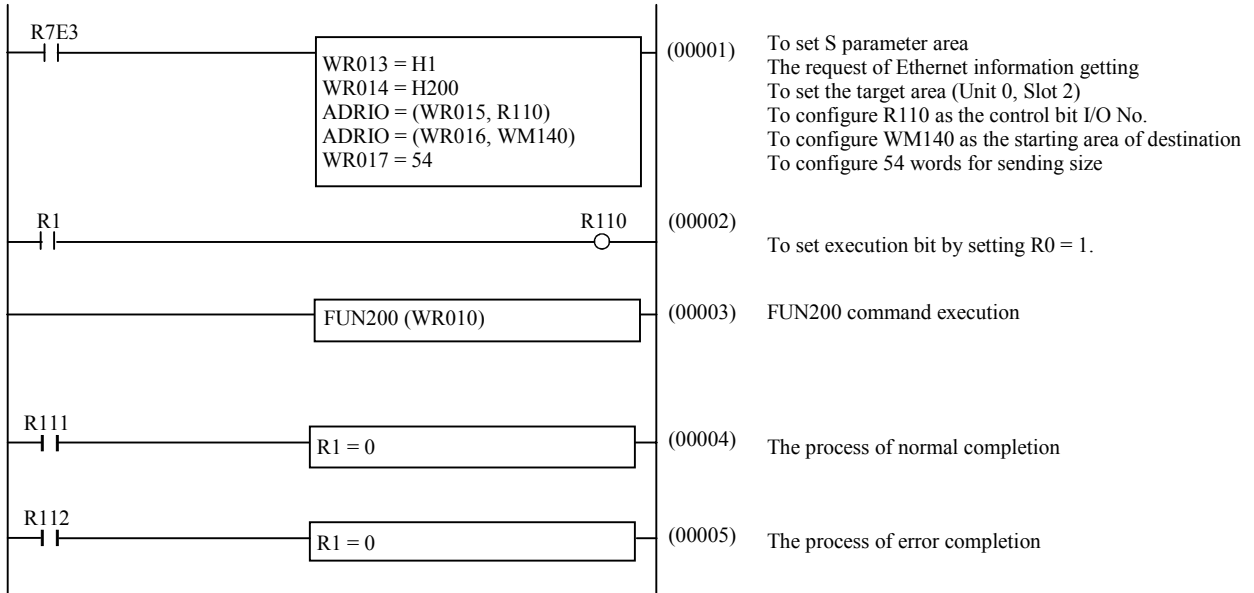 R7E3
WR013 = H1
WR014 = H200
ADRIO = (WR015, R110)
ADRIO = (WR016, WM140)
WR017 = 54
(00001)
To set S parameter area
The request of Ethernet information getting
To set the target area (Unit 0, Slot 2)
To configure R110 as the control bit I/O No.
To configure WM140 as the starting area of destination
To configure 54 words for sending size
R1
R110
(00002)
To set execution bit by setting R0 = 1.
FUN200 (WR010)
(00003)
FUN200 command execution
R111
R1 = 0
(00004)
The process of normal completion
R112
R1 = 0
(00005)
The process of error completion